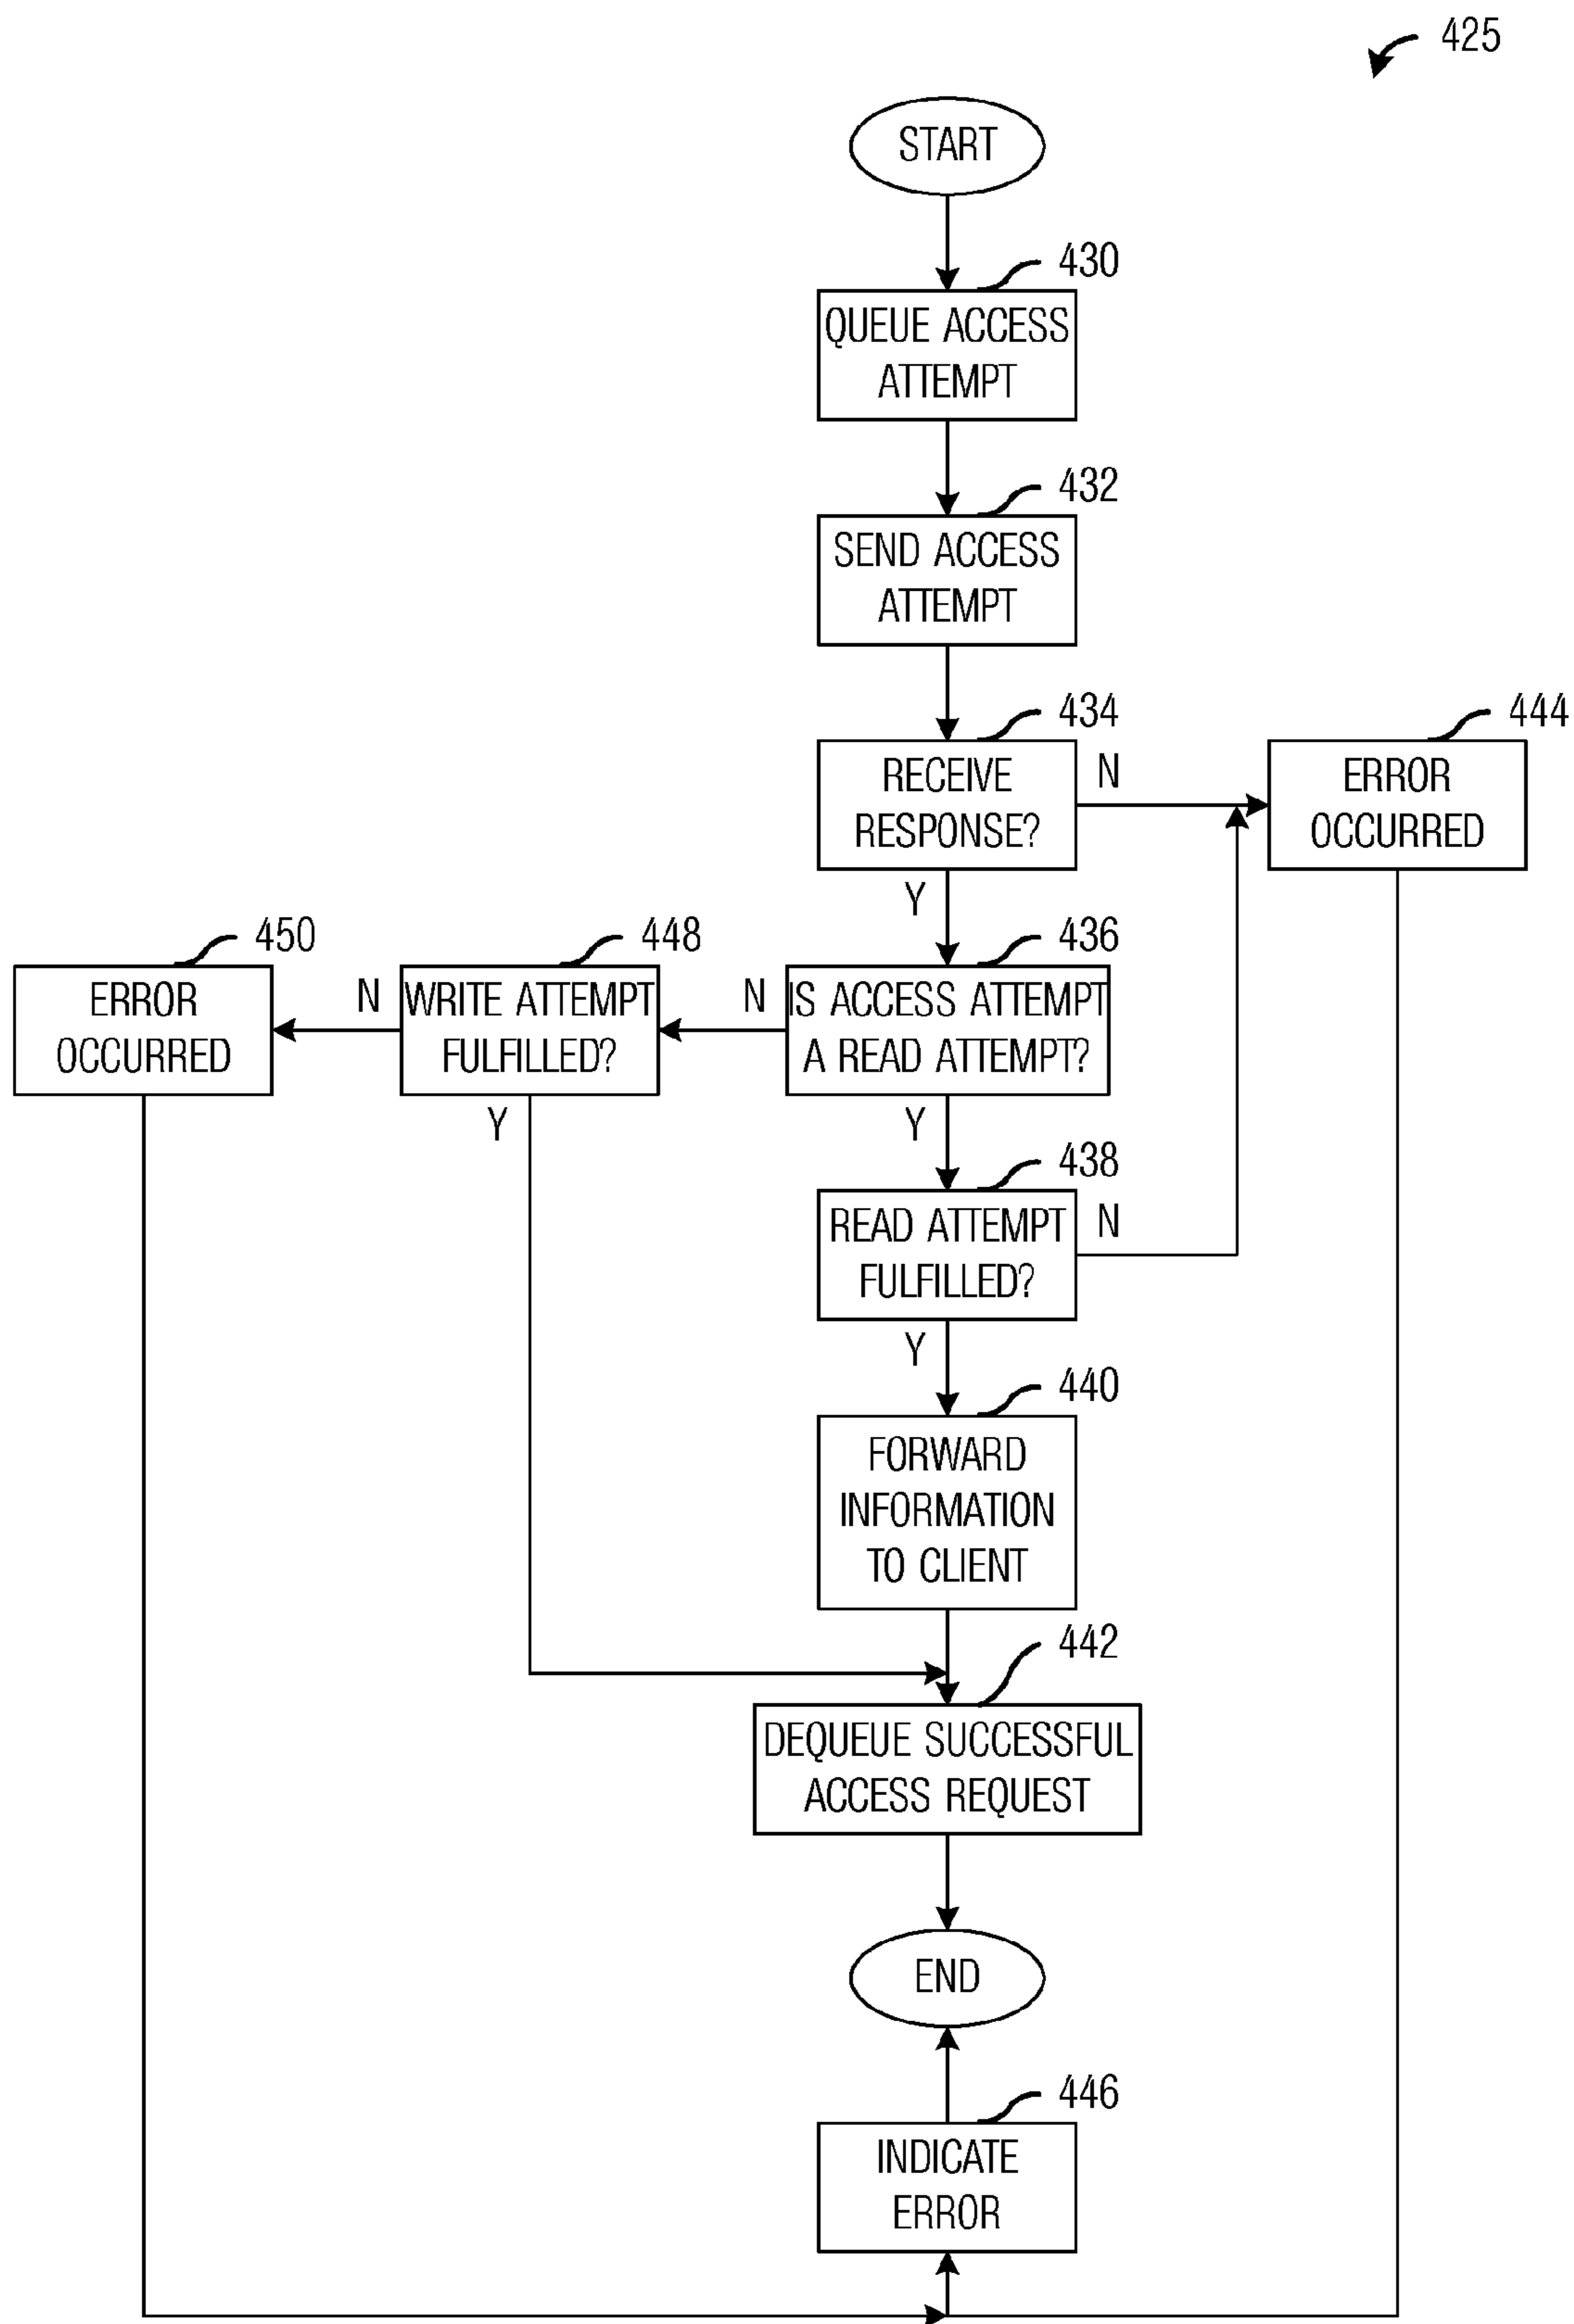 425
START
430
QUEUE ACCESS
ATTEMPT
432
SEND ACCESS
ATTEMPT
434
444
RECEIVE
RESPONSE?
N
ERROR
OCCURRED
Y
450
448
436
ERROR
OCCURRED
N
WRITE ATTEMPT
FULFILLED?
N
IS ACCESS ATTEMPT
A READ ATTEMPT?
Y
Y
438
READ ATTEMPT
FULFILLED?
N
Y
440
FORWARD
INFORMATION
TO CLIENT
442
DEQUEUE SUCCESSFUL
ACCESS REQUEST
END
446
INDICATE
ERROR